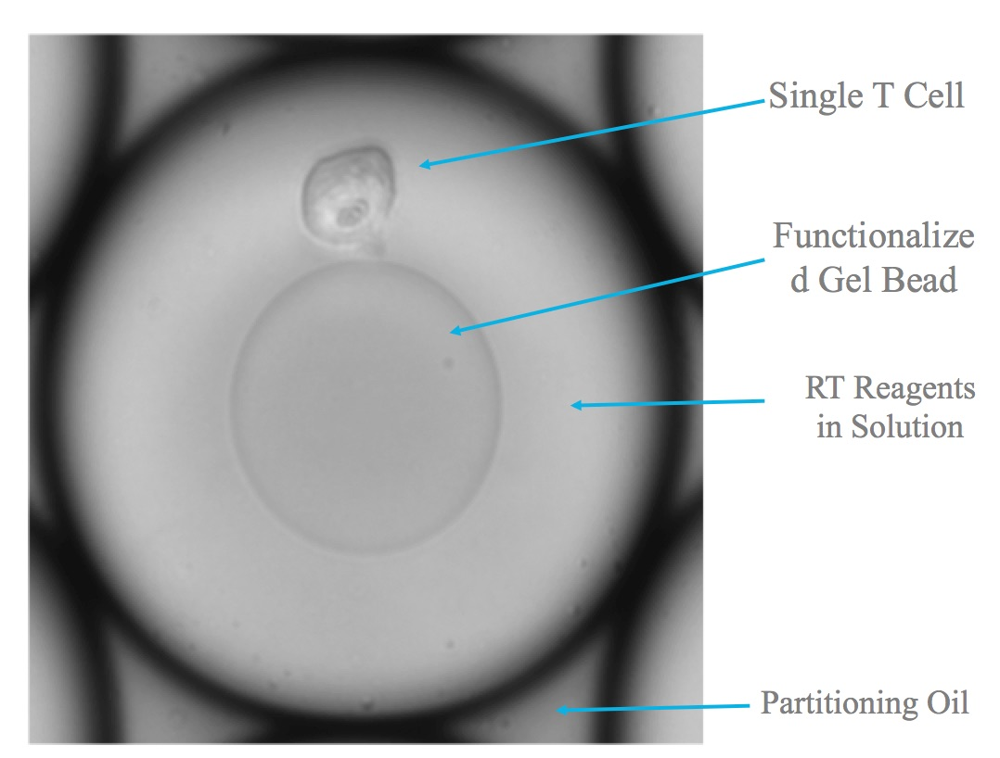 Single T Cell
Functionalize
d Gel Bead
RT Reagents
in Solution
Partitioning Oil